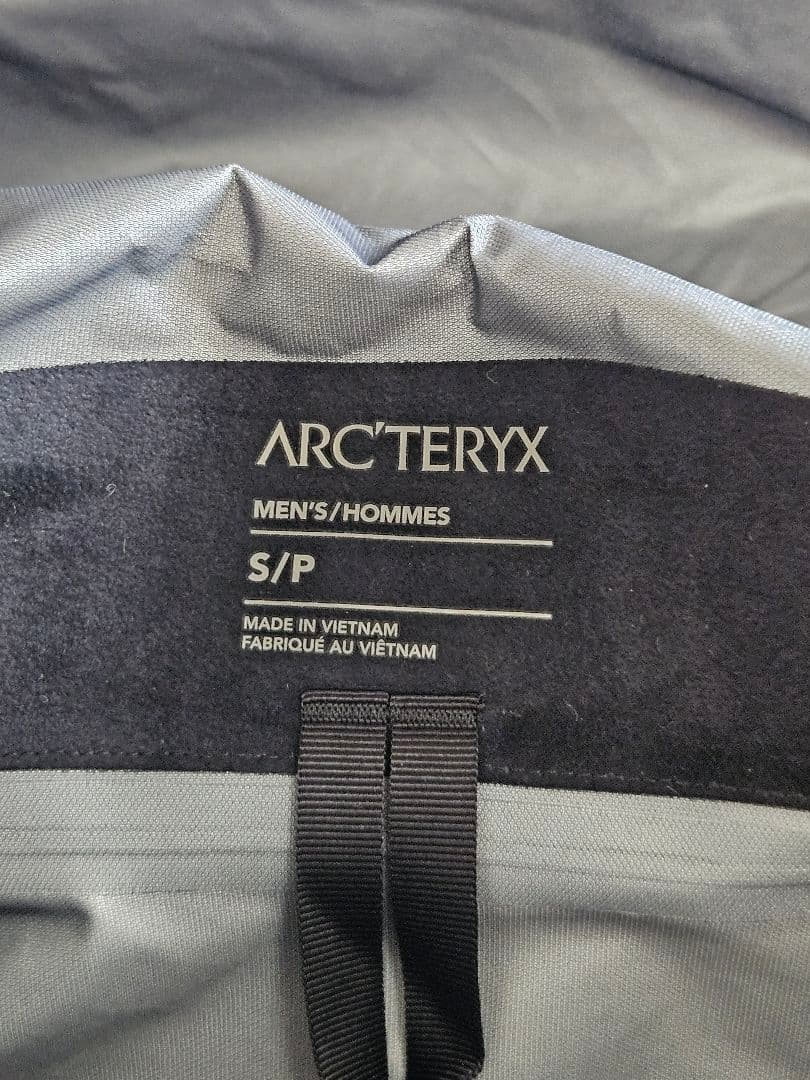 ARC'TERYX
MEN'S/HOMMES
S/P
MADE IN VIETNAM
FABRIQUÉ AU VIÊTNAM